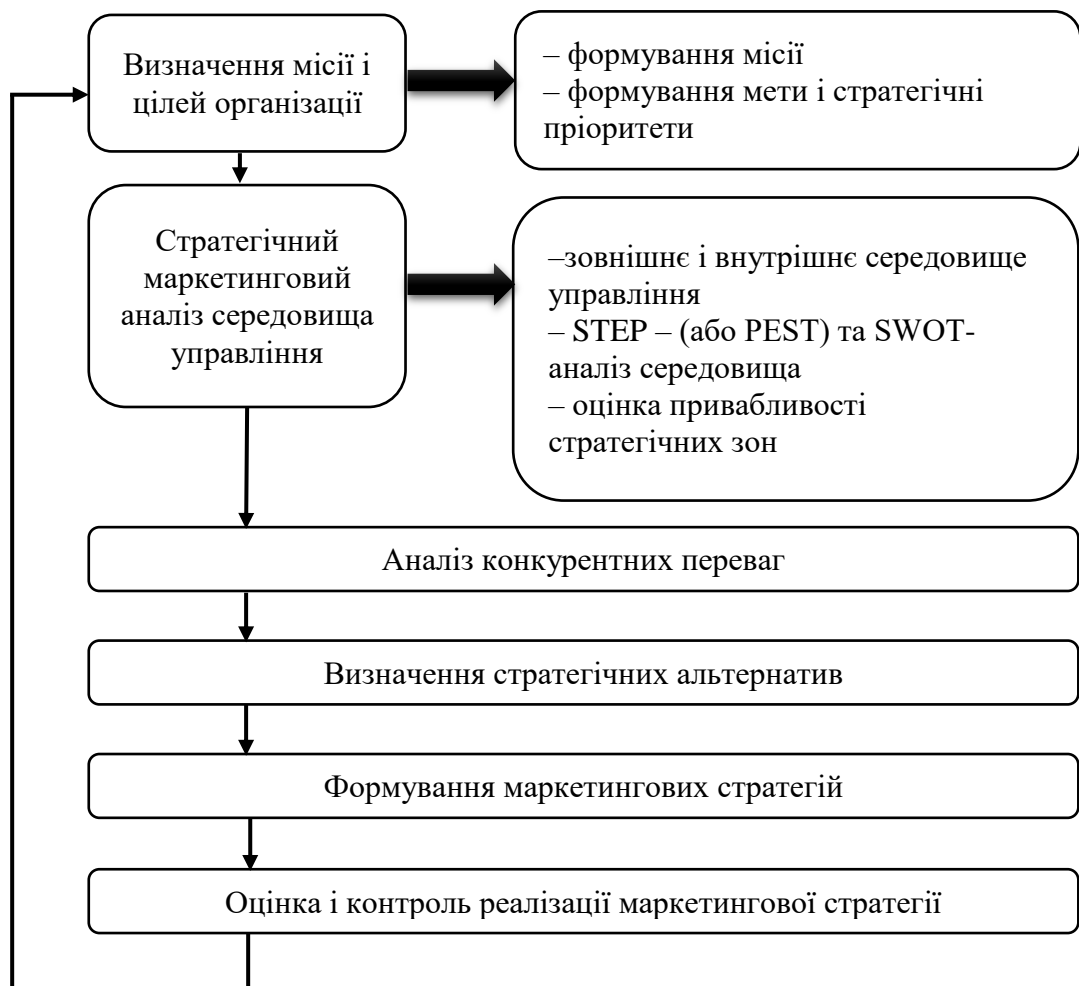 Визначення місії і
цілей організації
– формування місії
– формування мети і стратегічні
пріоритети
Стратегічний
маркетинговий
аналіз середовища
управління
–зовнішнє і внутрішнє середовище
управління
– STEP – (або PEST) та SWOT-
аналіз середовища
– оцінка привабливості
стратегічних зон
Аналіз конкурентних переваг
Визначення стратегічних альтернатив
Формування маркетингових стратегій
Оцінка і контроль реалізації маркетингової стратегії